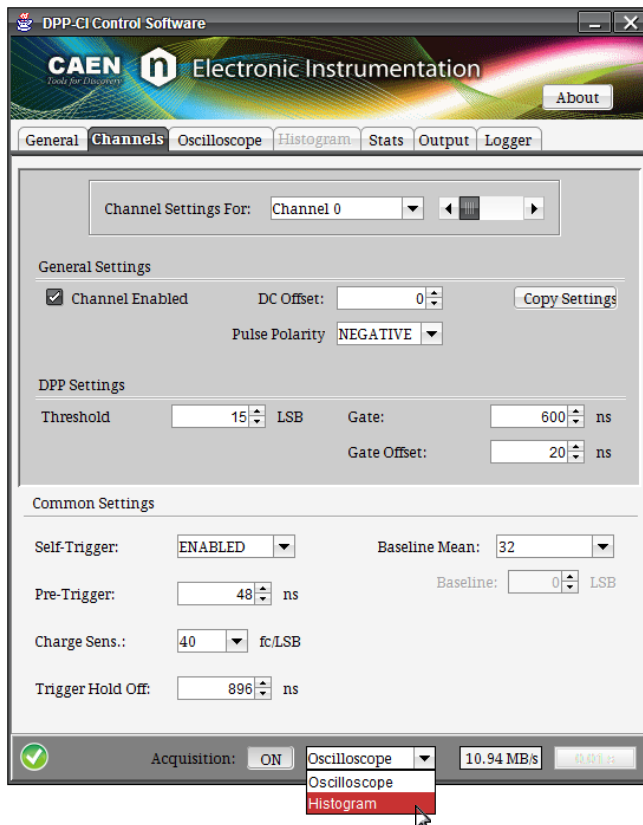 DPP-CI Control Software
CAEN n Electronic Instrumentation
Tools for Discovery
About
General Channels Oscilloscope Histogram Stats Output Logger
Channel Settings For: Channel 0
General Settings
Channel Enabled DC Offset: 0 Copy Settings
Pulse Polarity NEGATIVE
DPP Settings
Threshold 15 LSB Gate: 600 ns
Gate Offset: 20 ns
Common Settings
Self-Trigger: ENABLED Baseline Mean: 32
Baseline: 0 LSB
Pre-Trigger: 48 ns
Charge Sens.: 40 fc/LSB
Trigger Hold Off: 896 ns
Acquisition: ON Oscilloscope 10.94 MB/s
Oscilloscope
Histogram